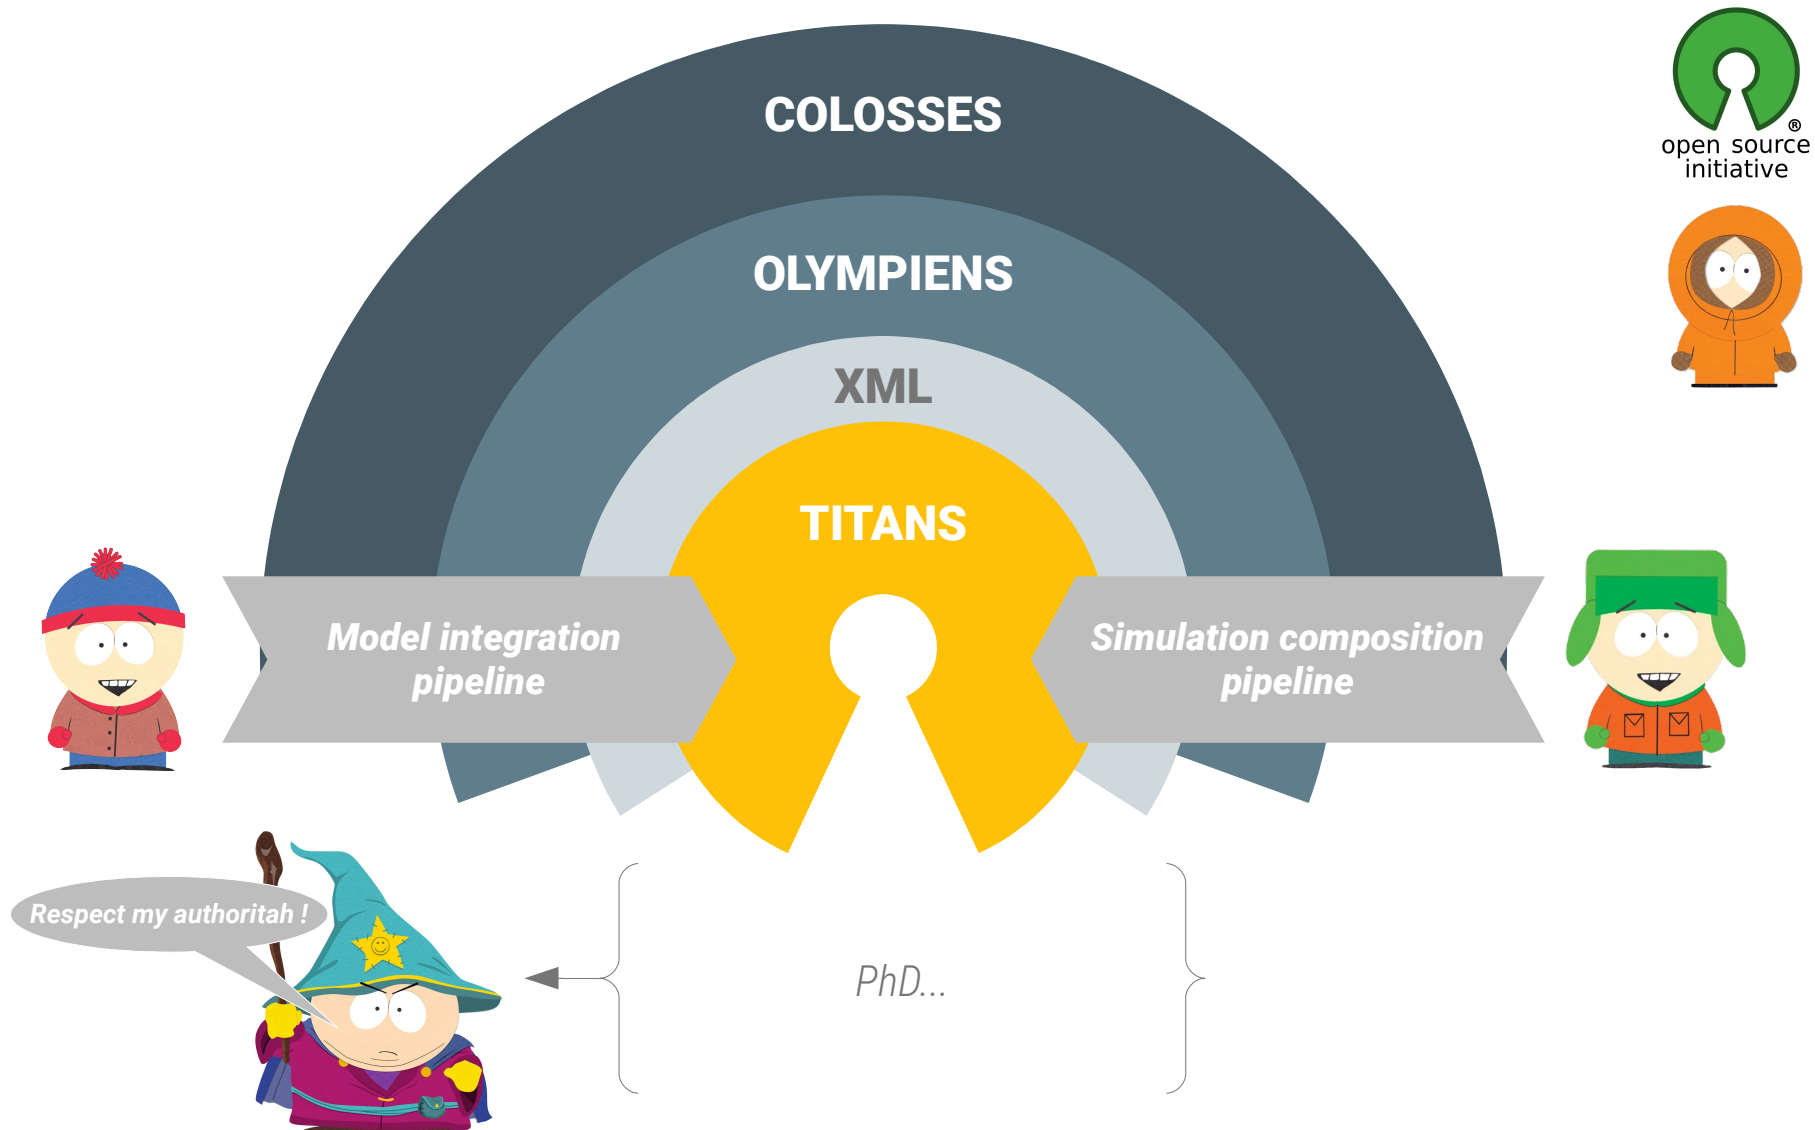 COLOSSES
®
open source
initiative
OLYMPIENS
XML
TITANS
Model integration
pipeline
Simulation composition
pipeline
Respect my authoritah !
PhD...